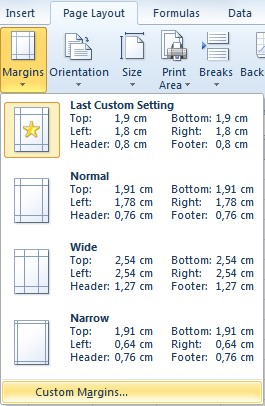 Insert Page Layout Formulas Data
Margins Orientation Size Print Area Breaks
Last Custom Setting
Top: 1,9 cm Bottom: 1,9 cm
Left: 1,8 cm Right: 1,8 cm
Header: 0,8 cm Footer: 0,8 cm
Normal
Top: 1,91 cm Bottom: 1,91 cm
Left: 1,78 cm Right: 1,78 cm
Header: 0,76 cm Footer: 0,76 cm
Wide
Top: 2,54 cm Bottom: 2,54 cm
Left: 2,54 cm Right: 2,54 cm
Header: 1,27 cm Footer: 1,27 cm
Narrow
Top: 1,91 cm Bottom: 1,91 cm
Left: 0,64 cm Right: 0,64 cm
Header: 0,76 cm Footer: 0,76 cm
Custom Margins...